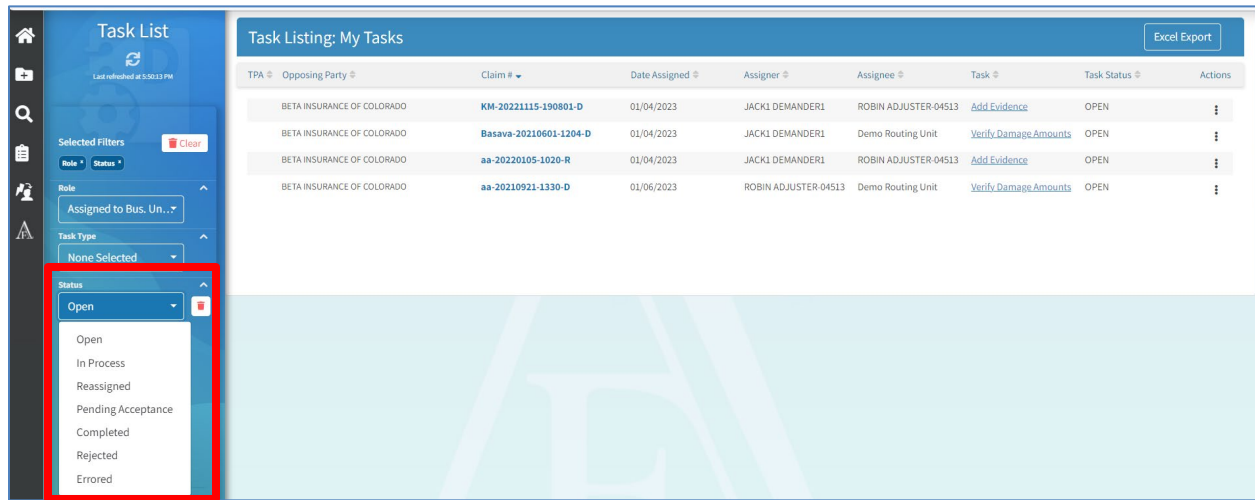 Task List
Last refreshed at 5:50:13 PM
Selected Filters
Clear
Role x Status x
Role
Assigned to Bus. Un...
Task Type
None Selected
Status
Open
Open
In Process
Reassigned
Pending Acceptance
Completed
Rejected
Errored
Task Listing: My Tasks
Excel Export
TPA Opposing Party Claim # Date Assigned Assigner Assignee Task Task Status Actions
BETA INSURANCE OF COLORADO KM-20221115-190801-D 01/04/2023 JACK1 DEMANDER1 ROBIN ADJUSTER-04513 Add Evidence OPEN
BETA INSURANCE OF COLORADO Basava-20210601-1204-D 01/04/2023 JACK1 DEMANDER1 Demo Routing Unit Verify Damage Amounts OPEN
BETA INSURANCE OF COLORADO aa-20220105-1020-R 01/04/2023 JACK1 DEMANDER1 ROBIN ADJUSTER-04513 Add Evidence OPEN
BETA INSURANCE OF COLORADO aa-20210921-1330-D 01/06/2023 ROBIN ADJUSTER-04513 Demo Routing Unit Verify Damage Amounts OPEN